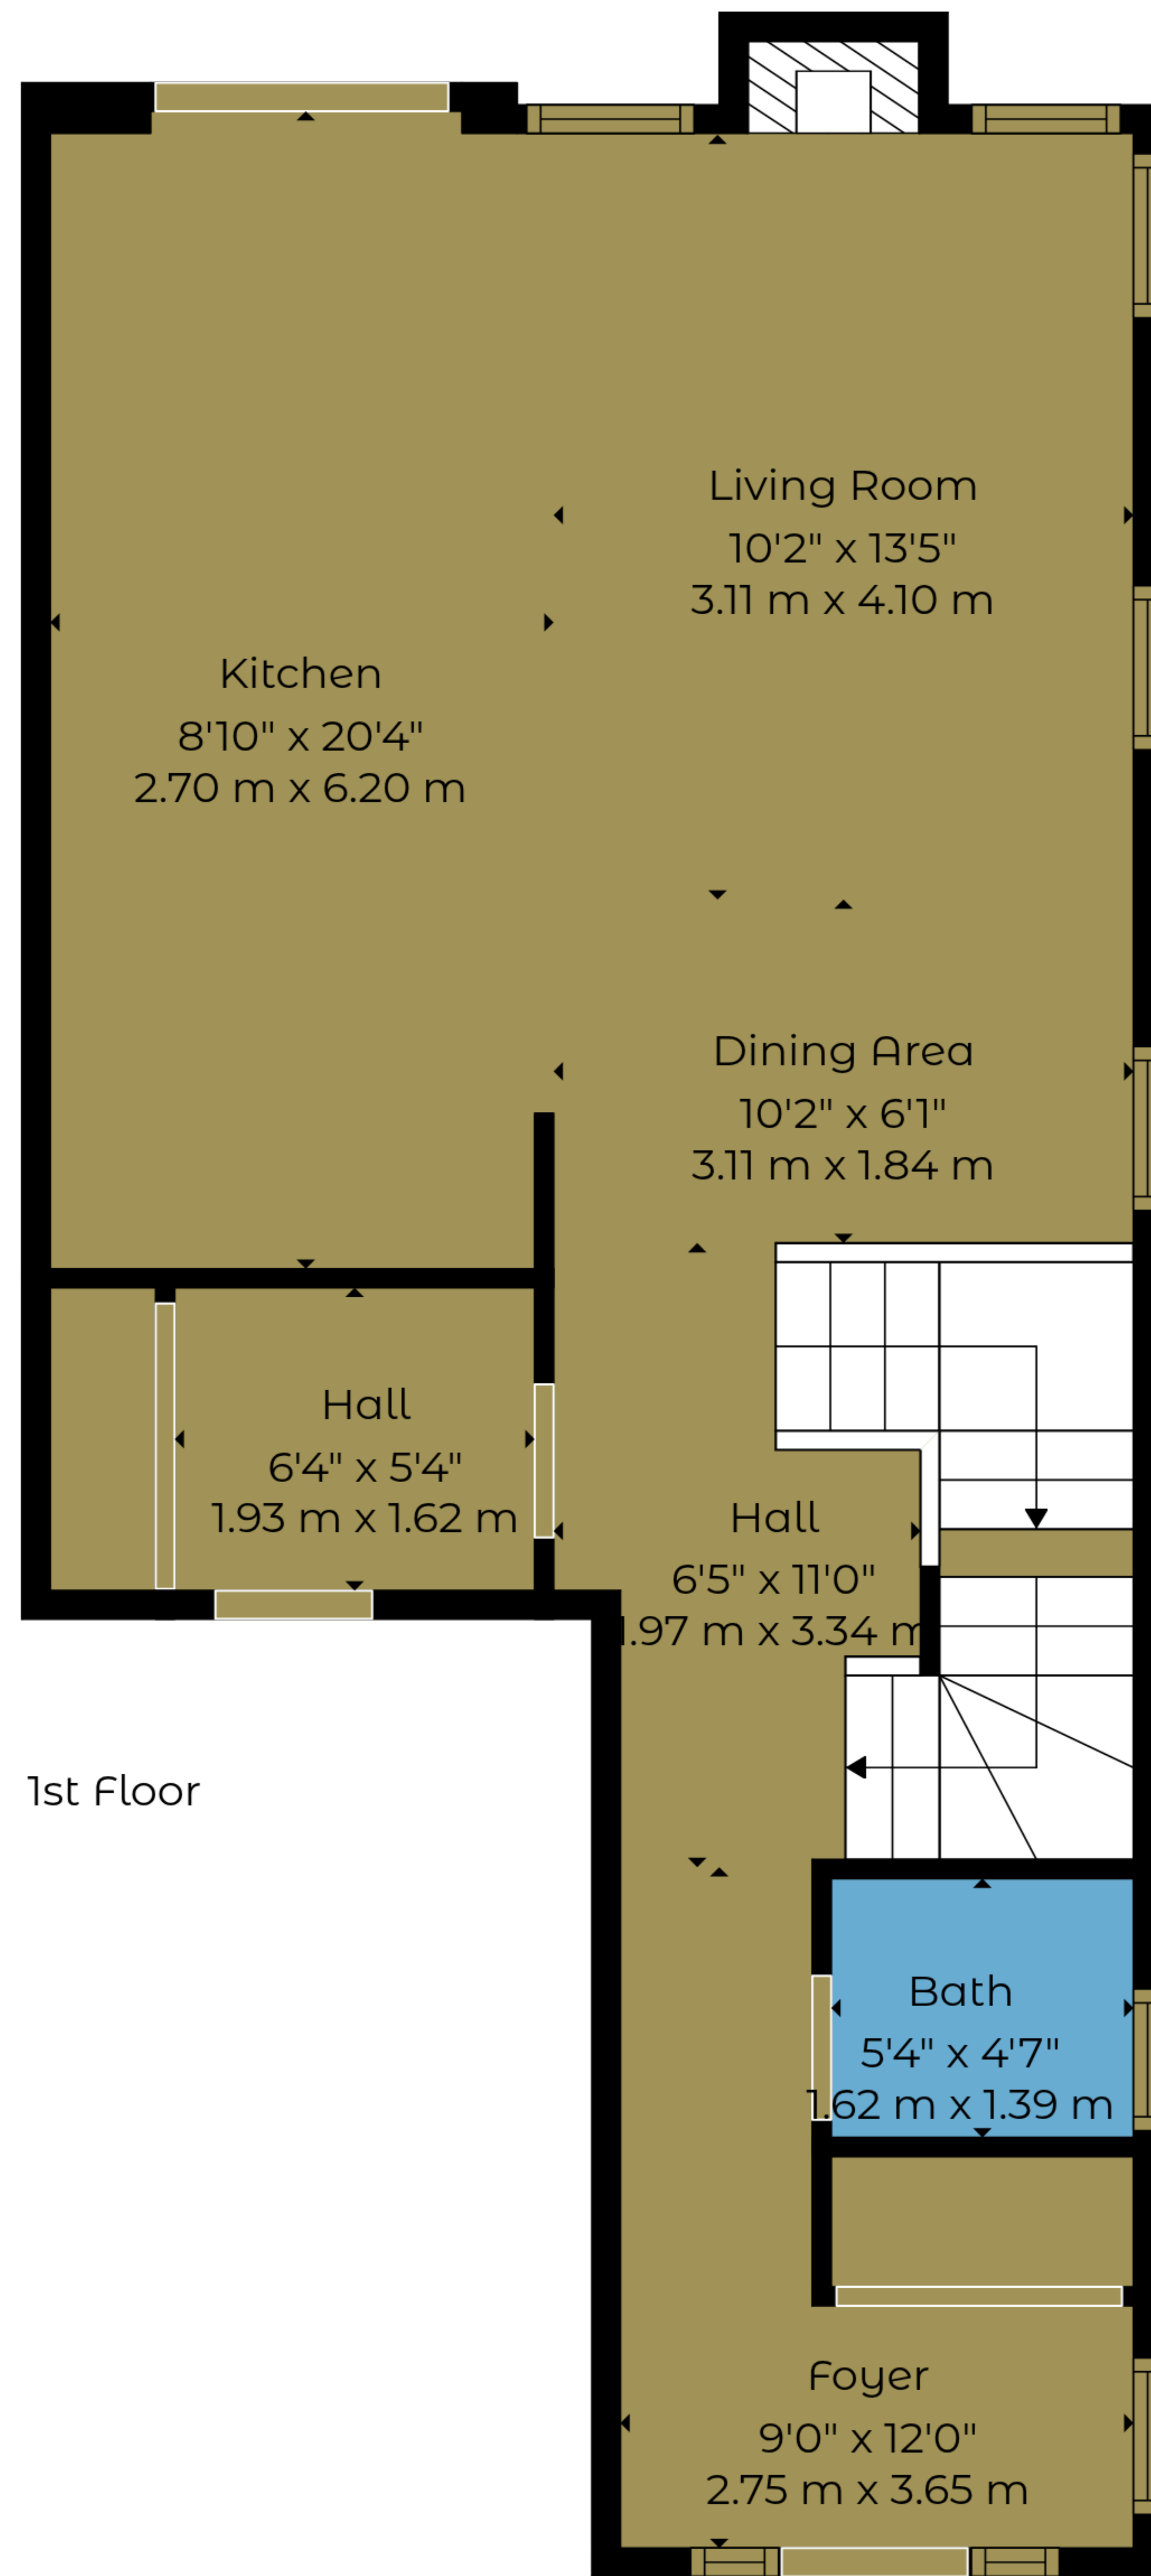 Living Room
10'2" x 13'5"
3.11 m x 4.10 m
Kitchen
8'10" x 20'4"
2.70 m x 6.20 m
Dining Area
10'2" x 6'1"
3.11 m x 1.84 m
Hall
6'4" x 5'4"
1.93 m x 1.62 m
Hall
6'5" x 11'0"
1.97 m x 3.34 m
1st Floor
Bath
5'4" x 4'7"
1.62 m x 1.39 m
Foyer
9'0" x 12'0"
2.75 m x 3.65 m